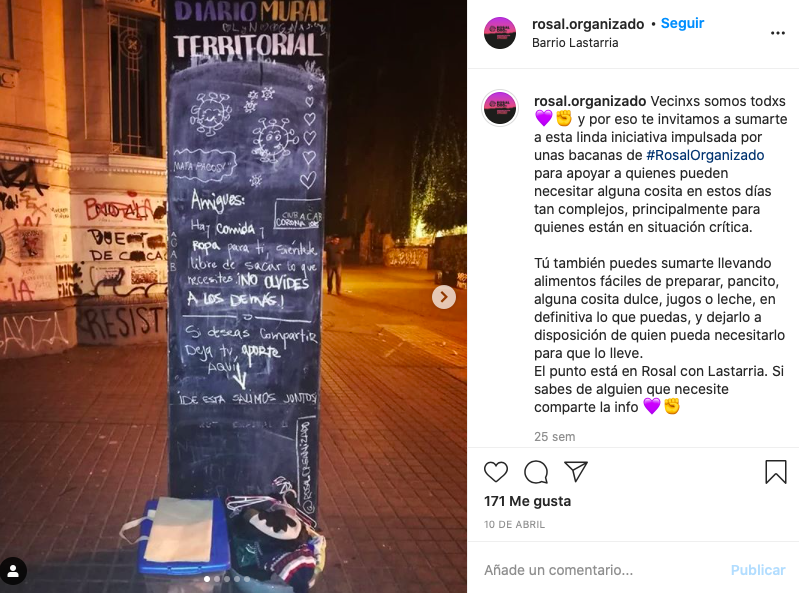 DIARIO MURAL
TERRITORIAL
MATA PACOS
Amigues:
CLUB ACAB
CORONA
Hay comida y
ROPA para ti, siéntete
libre de sacar lo que
necesites. ¡NO OLVIDES
A LOS DEMÁS!
ACAB
Si deseas compartir
Deja tu aporte
AQUÍ
¡DE ESTA SALIMOS JUNTOS!
@ROSALORGANIZADO
DE CACA
RESIST
rosal.organizado • Seguir
Barrio Lastarria
rosal.organizado Vecinxs somos todxs
💜✊ y por eso te invitamos a sumarte
a esta linda iniciativa impulsada por
unas bacanas de #RosalOrganizado
para apoyar a quienes pueden
necesitar alguna cosita en estos días
tan complejos, principalmente para
quienes están en situación crítica.
Tú también puedes sumarte llevando
alimentos fáciles de preparar, pancito,
alguna cosita dulce, jugos o leche, en
definitiva lo que puedas, y dejarlo a
disposición de quien pueda necesitarlo
para que lo lleve.
El punto está en Rosal con Lastarria. Si
sabes de alguien que necesite
comparte la info 💜✊
25 sem
171 Me gusta
10 DE ABRIL
Añade un comentario...
Publicar